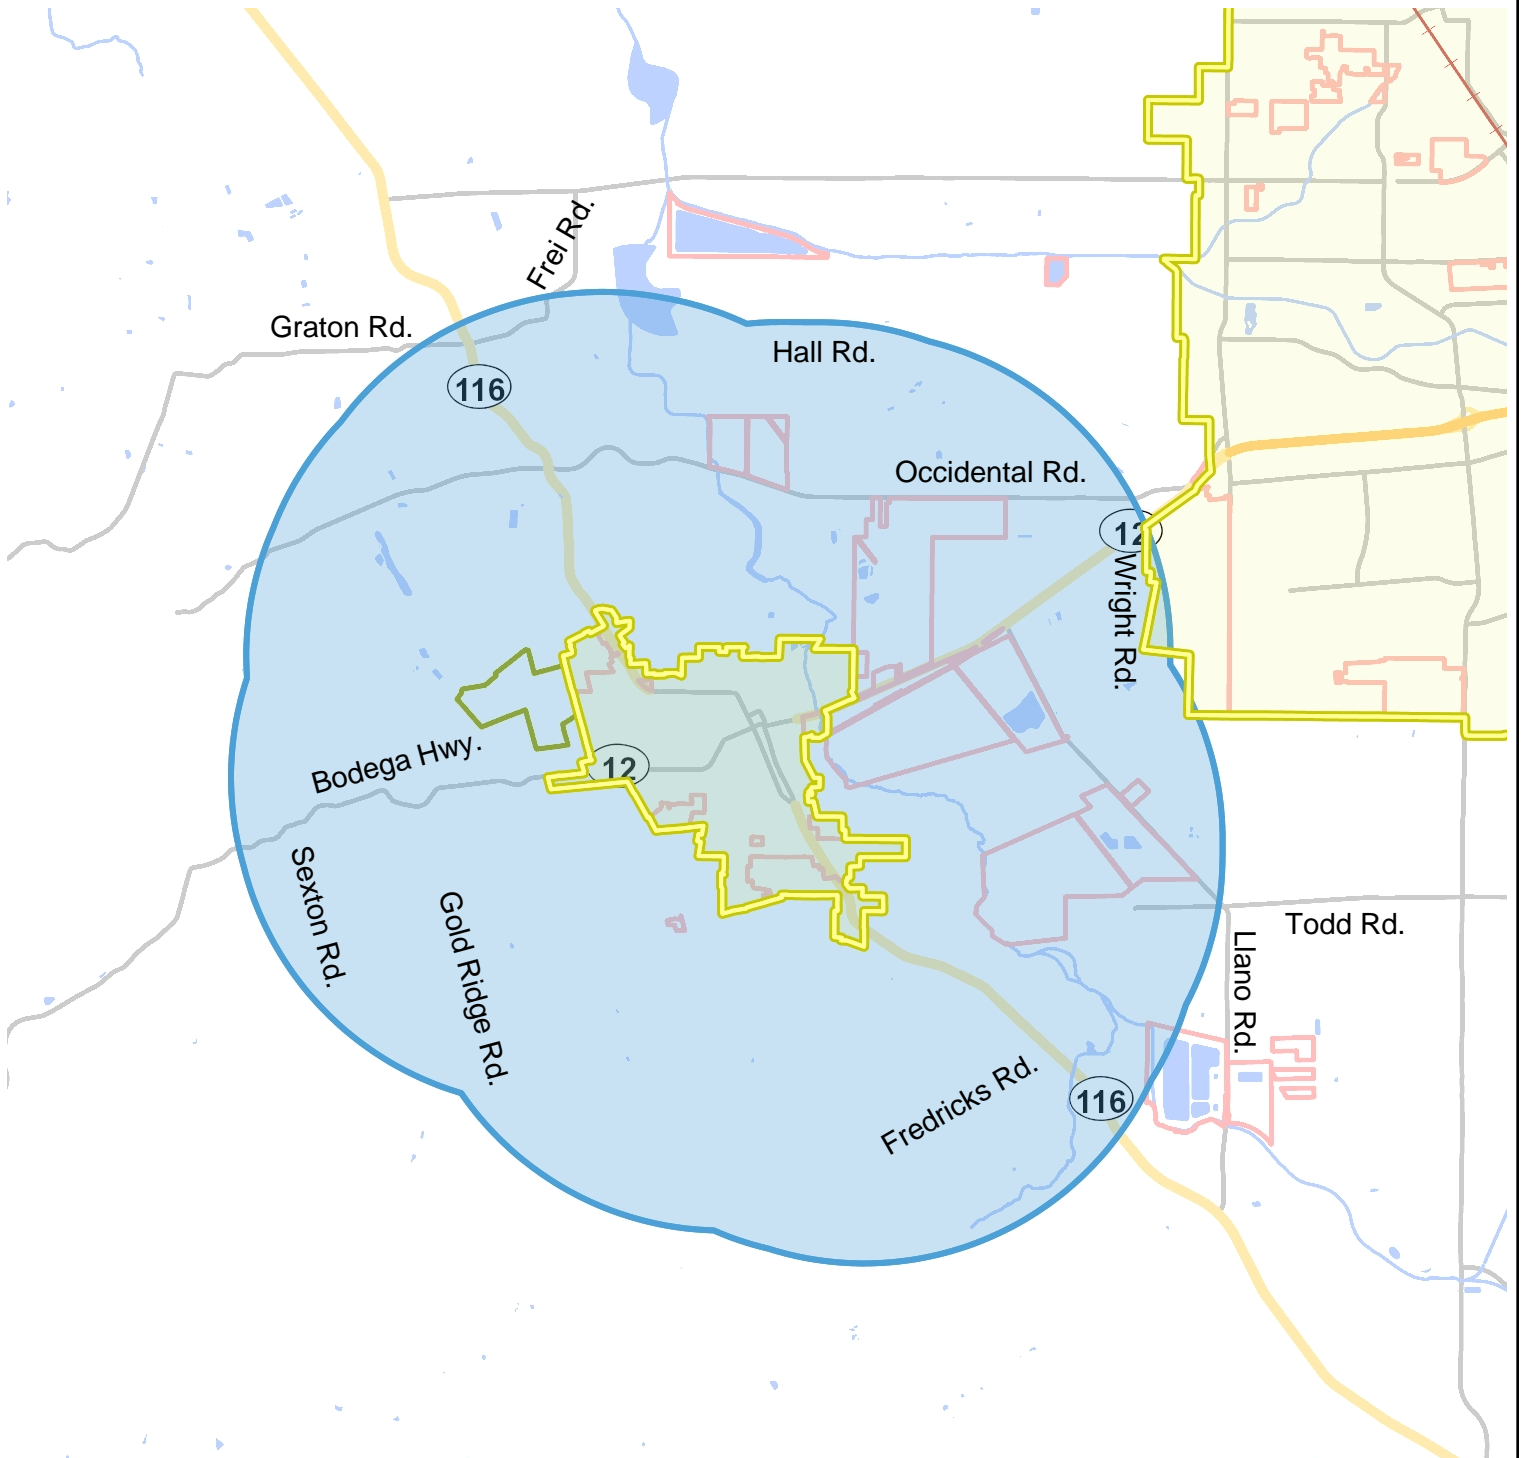 Frei Rd.
Graton Rd.
Hall Rd.
116
Occidental Rd.
12
Wright Rd.
Bodega Hwy.
12
Sexton Rd.
Gold Ridge Rd.
Todd Rd.
Llano Rd.
Fredricks Rd.
116